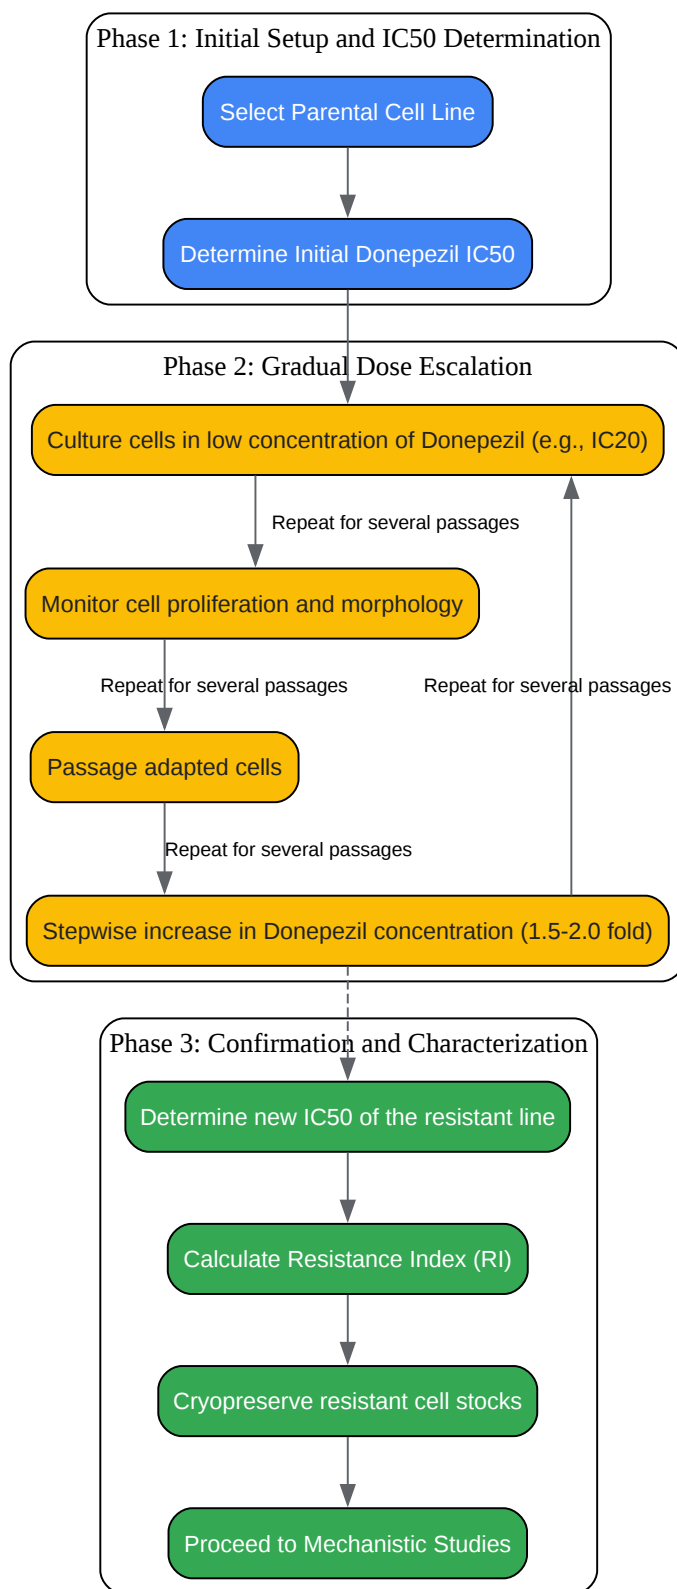 Phase 1: Initial Setup and IC50 Determination
Select Parental Cell Line
Determine Initial Donepezil IC50
Phase 2: Gradual Dose Escalation
Culture cells in low concentration of Donepezil (e.g., IC20)
Repeat for several passages
Monitor cell proliferation and morphology
Repeat for several passages
Repeat for several passages
Passage adapted cells
Repeat for several passages
Stepwise increase in Donepezil concentration (1.5-2.0 fold)
Phase 3: Confirmation and Characterization
Determine new IC50 of the resistant line
Calculate Resistance Index (RI)
Cryopreserve resistant cell stocks
Proceed to Mechanistic Studies